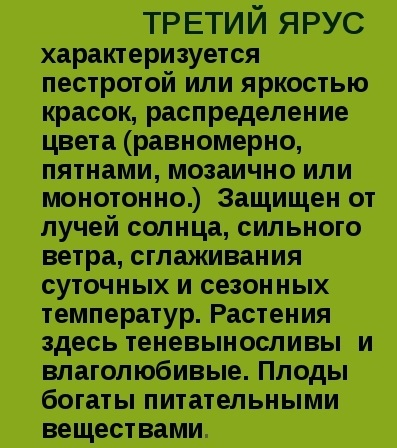 ТРЕТИЙ ЯРУС
характеризуется
пестротой или яркостью
красок, распределение
цвета (равномерно,
пятнами, мозаично или
монотонно.)  Защищен от
лучей солнца, сильного
ветра, сглаживания
суточных и сезонных
температур. Растения
здесь теневыносливы  и
влаголюбивые. Плоды
богаты питательными
веществами.